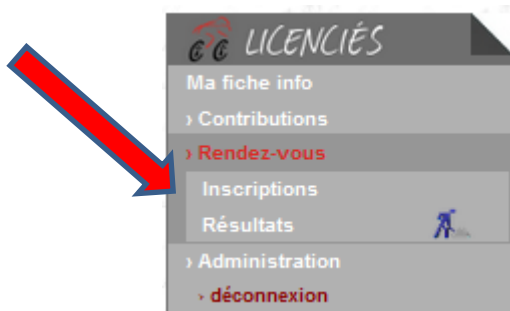 LICENCIÉS
Ma fiche info
› Contributions
› Rendez-vous
Inscriptions
Résultats
› Administration
› déconnexion